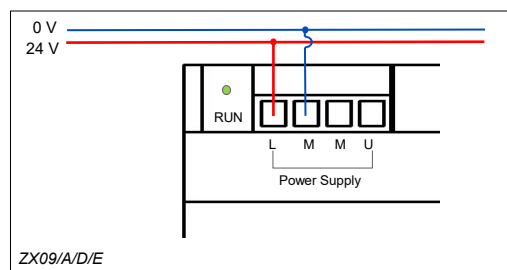 0 V
24 V
RUN
L M M U
Power Supply
ZX09/A/D/E